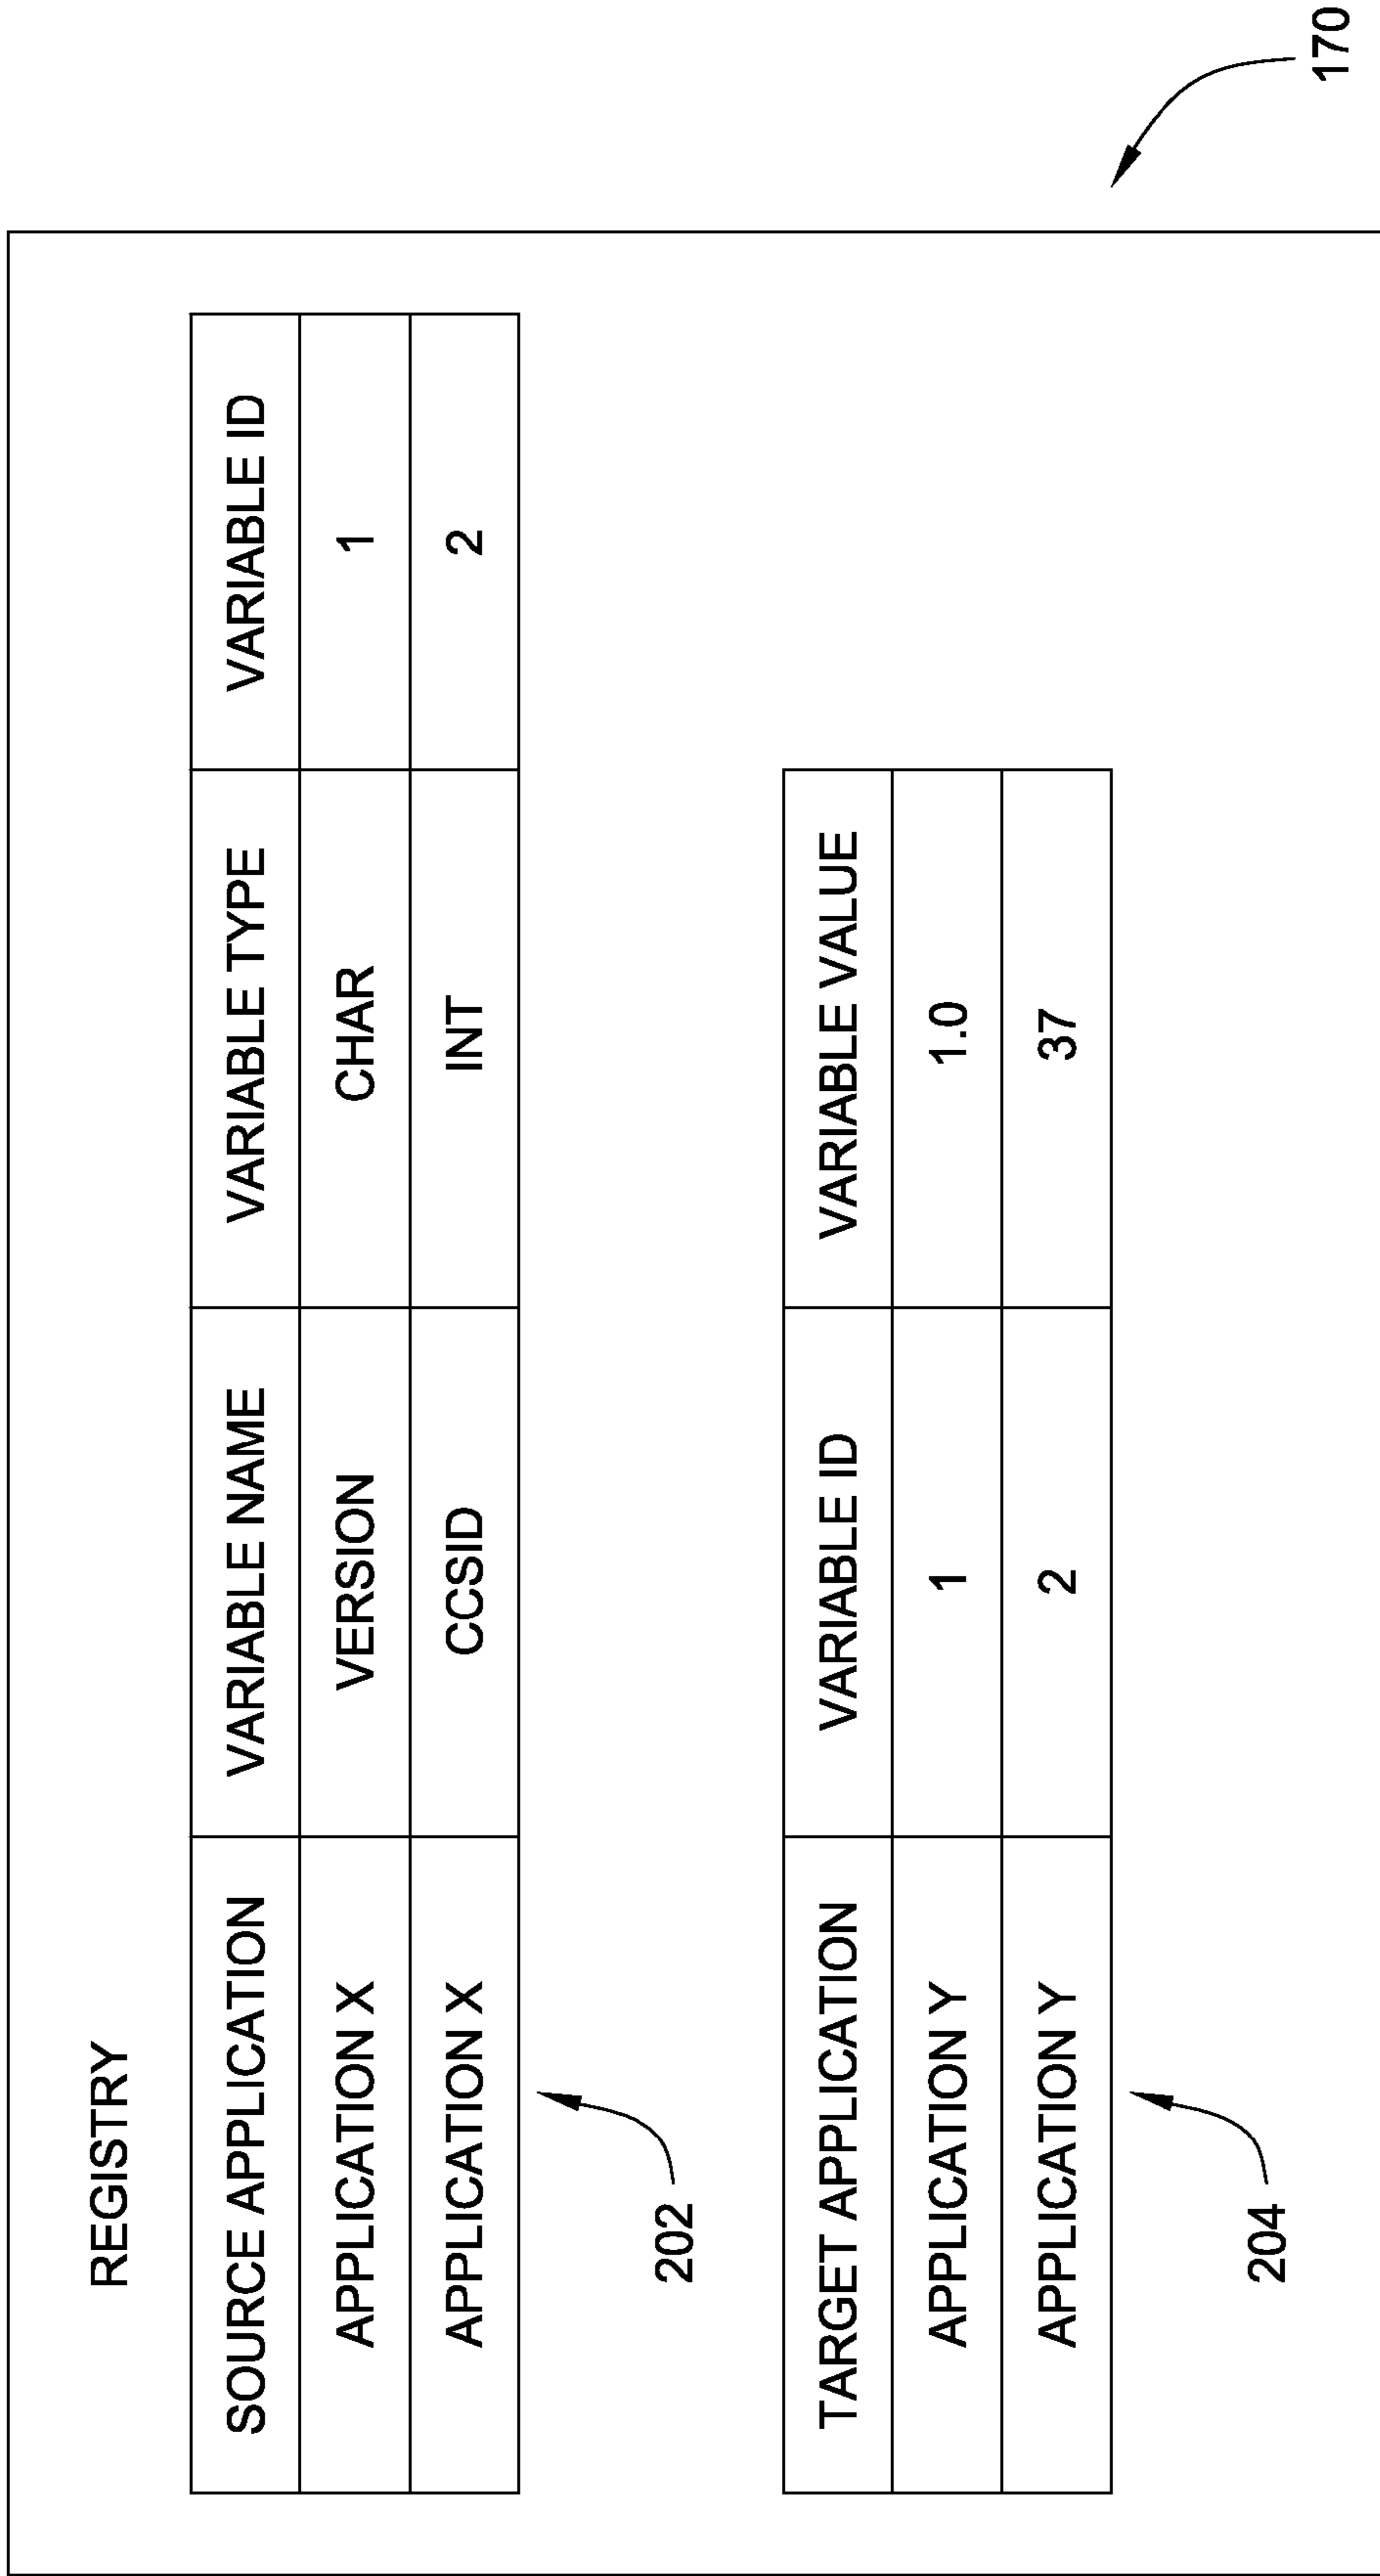 REGISTRY
SOURCE APPLICATION VARIABLE NAME VARIABLE TYPE VARIABLE ID
APPLICATION X VERSION CHAR 1
APPLICATION X CCSID INT 2
202
TARGET APPLICATION VARIABLE ID VARIABLE VALUE
APPLICATION Y 1 1.0
APPLICATION Y 2 37
204
170